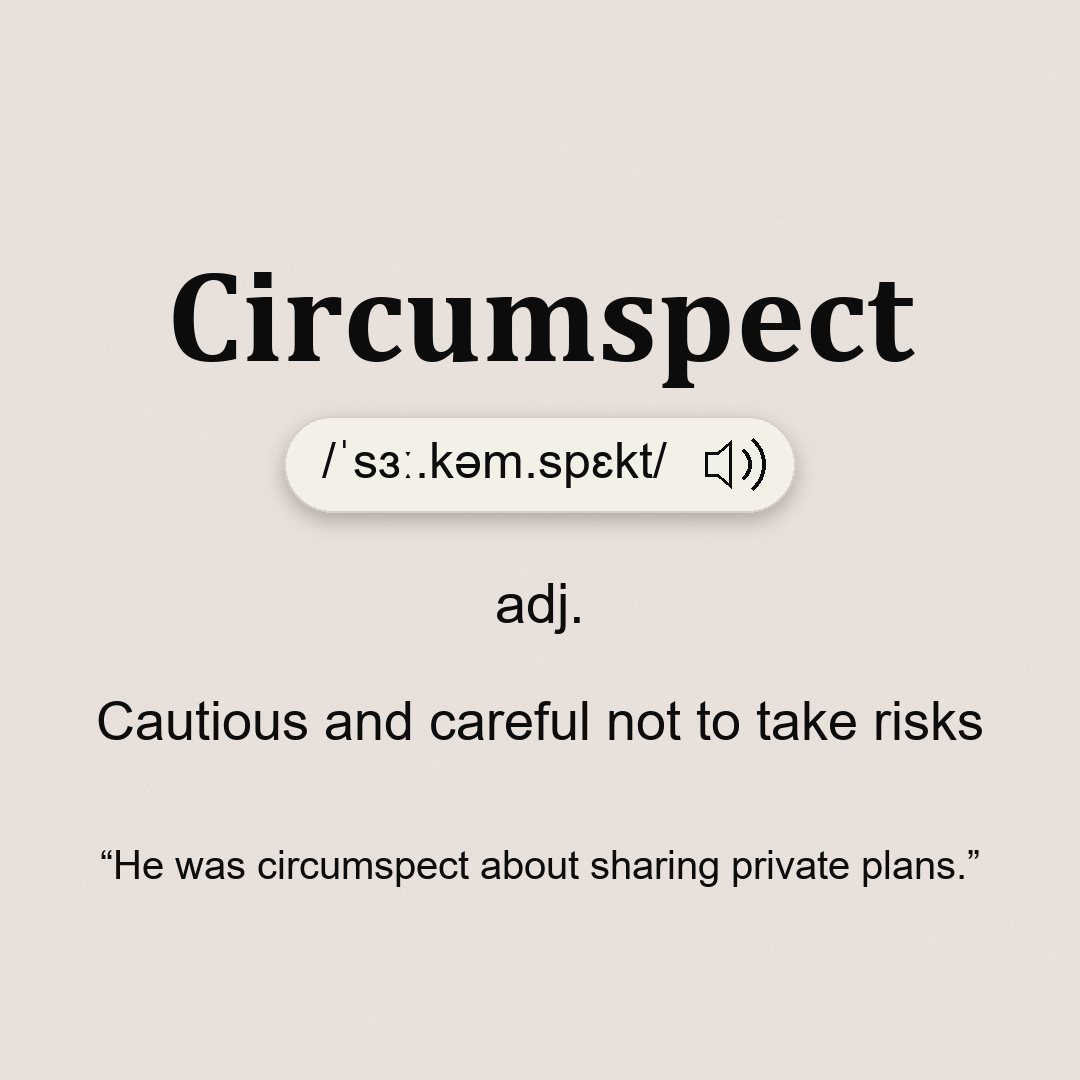 Circumspect
/ˈsɜː.kəm.spɛkt/
adj.
Cautious and careful not to take risks
“He was circumspect about sharing private plans.”